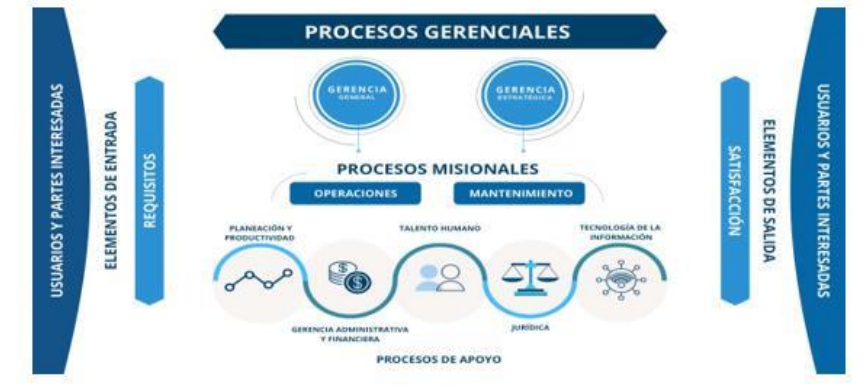 USUARIOS Y PARTES INTERESADAS
ELEMENTOS DE ENTRADA
REQUISITOS
PROCESOS GERENCIALES
GERENCIA
GENERAL
GERENCIA
ESTRATÉGICA
PROCESOS MISIONALES
OPERACIONES
MANTENIMIENTO
PLANEACIÓN Y
PRODUCTIVIDAD
TALENTO HUMANO
TECNOLOGÍA DE LA
INFORMACIÓN
GERENCIA ADMINISTRATIVA
Y FINANCIERA
JURÍDICA
PROCESOS DE APOYO
SATISFACCIÓN
ELEMENTOS DE SALIDA
USUARIOS Y PARTES INTERESADAS